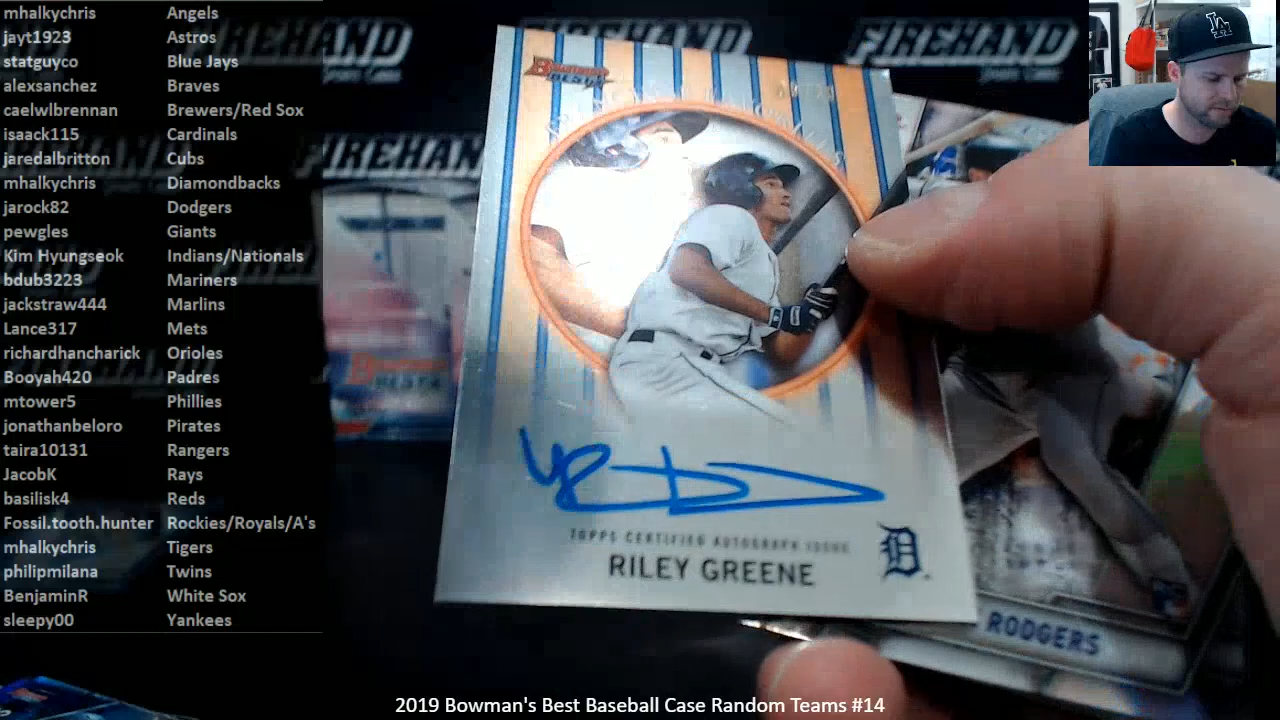 mhalkychris Angels
jayt1923 Astros
statguyco Blue Jays
alexsanchez Braves
caelwlbrennan Brewers/Red Sox
isaack115 Cardinals
jaredalbritton Cubs
mhalkychris Diamondbacks
jarock82 Dodgers
pewgles Giants
Kim Hyungseok Indians/Nationals
bdub3223 Mariners
jackstraw444 Marlins
Lance317 Mets
richardhancharick Orioles
Booyah420 Padres
mtower5 Phillies
jonathanbeloro Pirates
taira10131 Rangers
JacobK Rays
basilisk4 Reds
Fossil.tooth.hunter Rockies/Royals/A's
mhalkychris Tigers
philipmilana Twins
BenjaminR White Sox
sleepy00 Yankees
FIREHAND
FIREHAND
FIREHAND
BOWMAN'S
BEST
TOPPS CERTIFIED AUTOGRAPH ISSUE
RILEY GREENE
D
RODGERS
LA
2019 Bowman's Best Baseball Case Random Teams #14